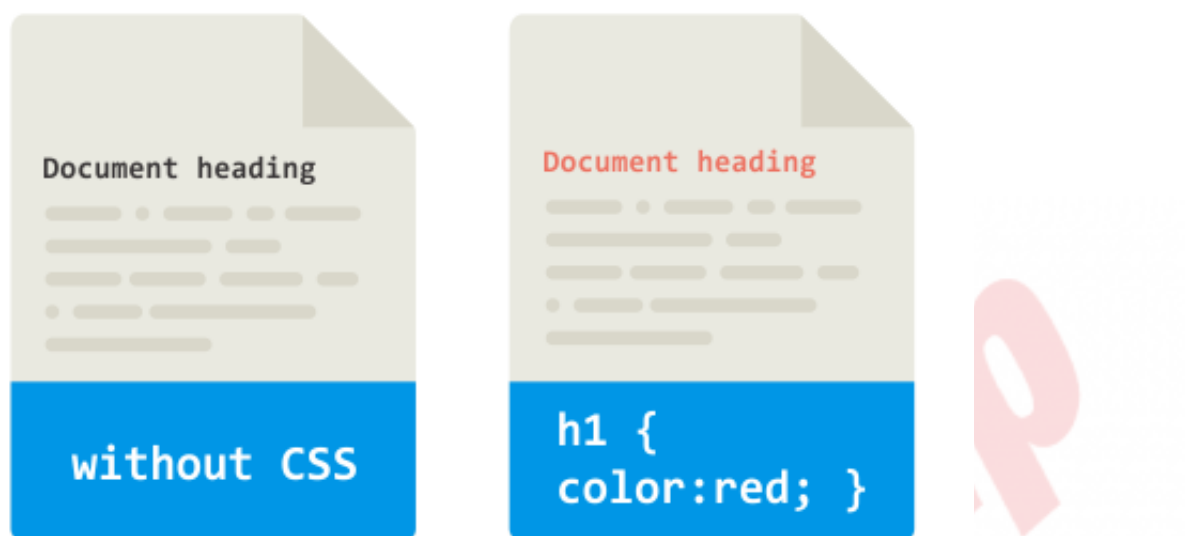 Document heading
without CSS
Document heading
h1 {
color:red; }
p